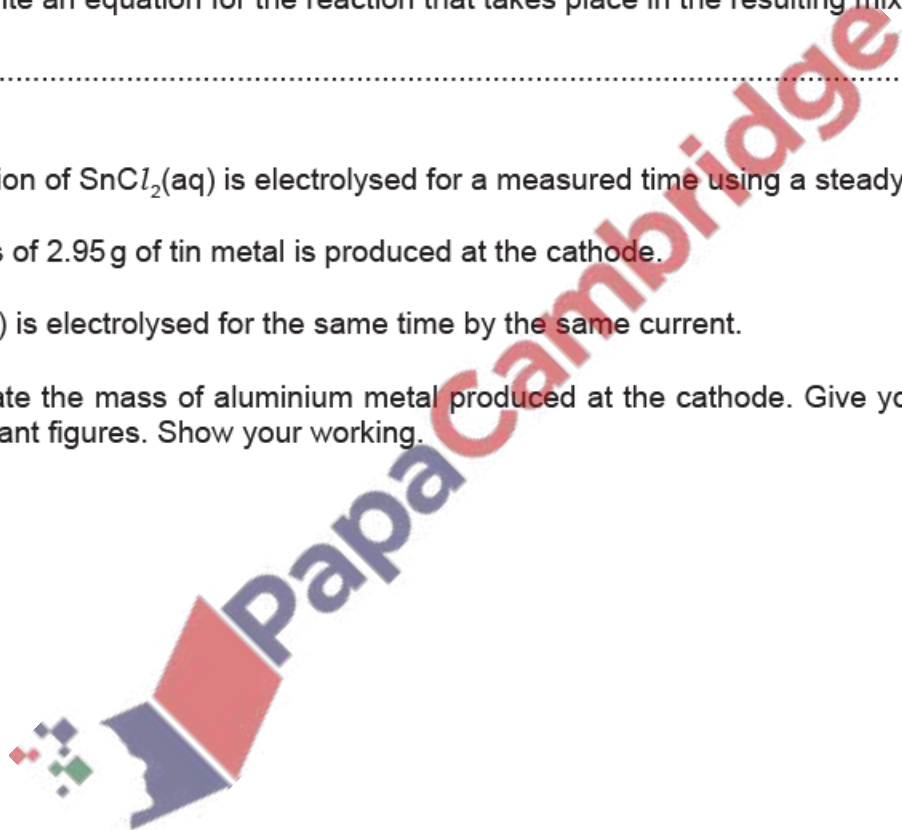 an equation for the reaction that takes place in the resulting
ion of SnCl₂(aq) is electrolysed for a measured time using a steady
s of 2.95 g of tin metal is produced at the cathode.
) is electrolysed for the same time by the same current.
ate the mass of aluminium metal produced at the cathode. Give yo
ant figures. Show your working.
PapaCambridge